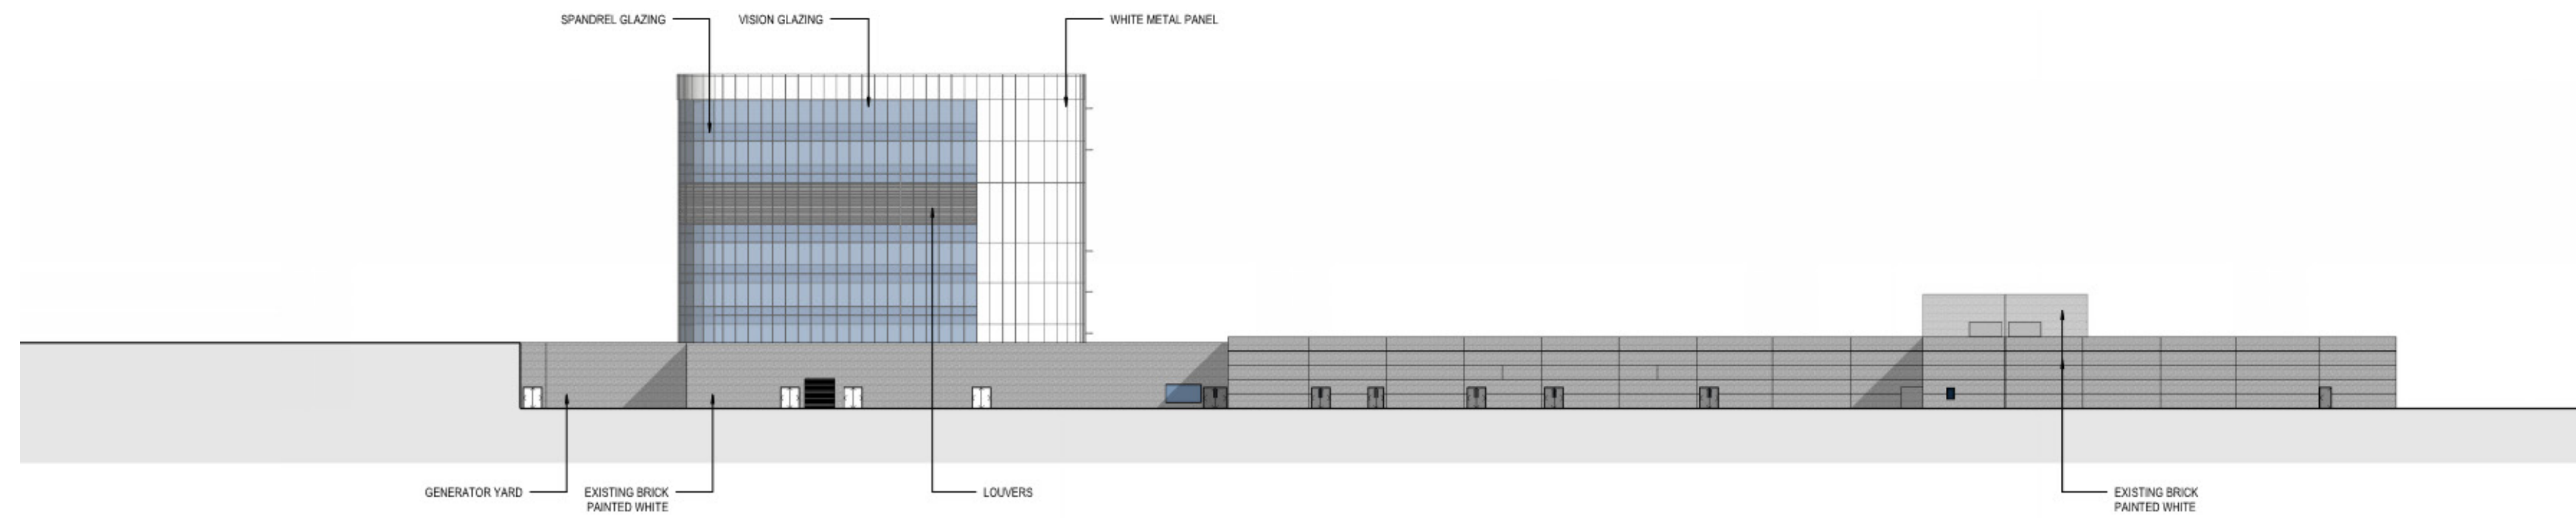 SPANDREL GLAZING
VISION GLAZING
WHITE METAL PANEL
GENERATOR YARD
EXISTING BRICK
PAINTED WHITE
LOUVERS
EXISTING BRICK
PAINTED WHITE